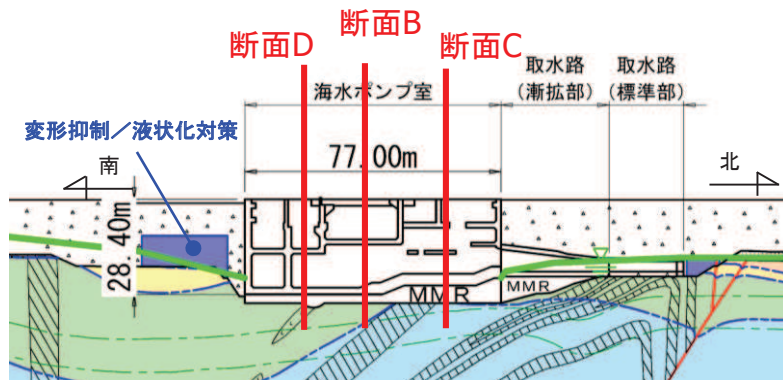 断面D
断面B
断面C
取水路
(漸拡部)
取水路
(標準部)
海水ポンプ室
変形抑制／液状化対策
77.00m
南
北
28.40m
MMR
MMR